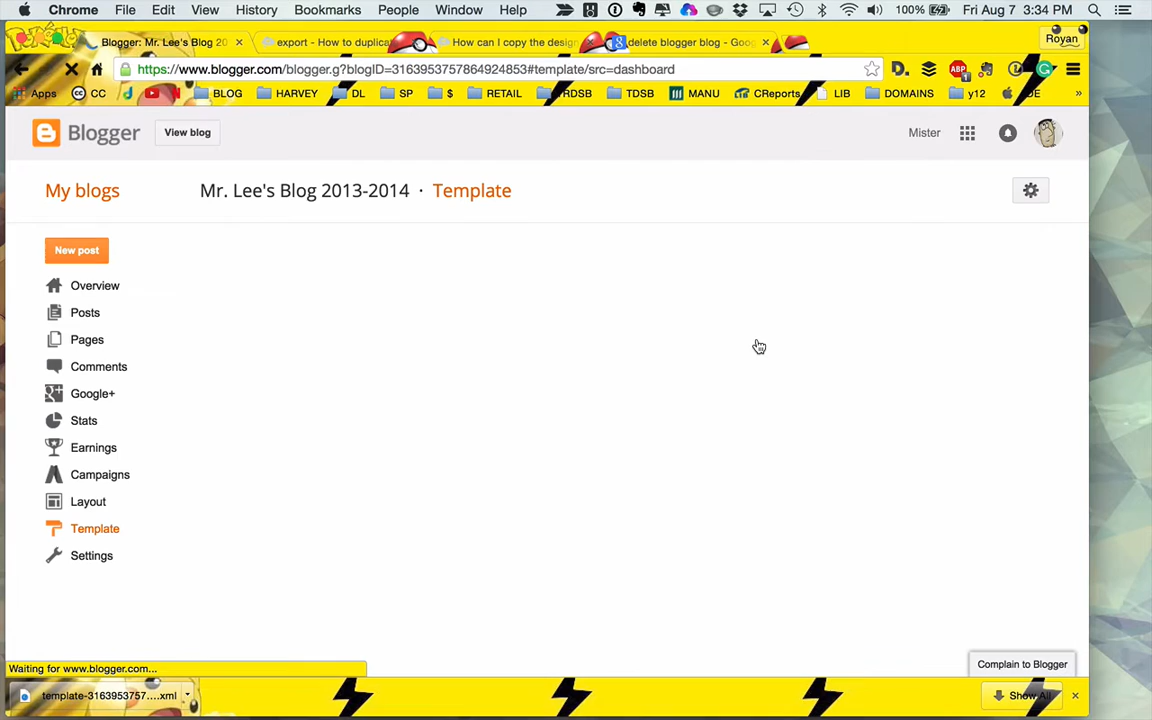 Chrome File Edit View History Bookmarks People Window Help 100% Fri Aug 7 3:34 PM
Blogger: Mr. Lee's Blog 20 × export - How to duplica How can I copy the desig × delete blogger blog - Goo × Royan
https://www.blogger.com/blogger.g?blogID=3163953757864924853#template/src=dashboard
Apps CC BLOG HARVEY DL SP $ RETAIL TDSB MANU CReports LIB DOMAINS y12 »
Blogger View blog Mister
My blogs Mr. Lee's Blog 2013-2014 · Template
New post
Overview
Posts
Pages
Comments
Google+
Stats
Earnings
Campaigns
Layout
Template
Settings
Complain to Blogger
Waiting for www.blogger.com...
template-3163953757....xml Show All ×